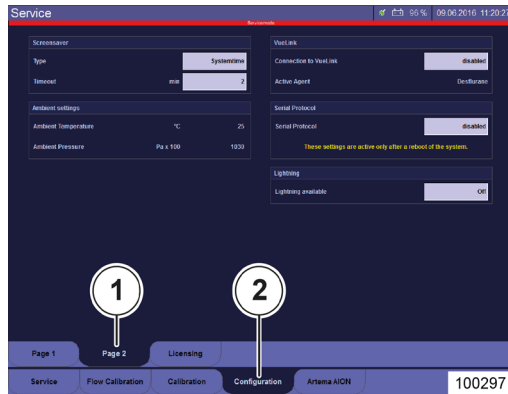 Service
96 % 09.06.2016 11:20:27
Servicemode
Screensaver
Type Systemtime
Timeout min 2
Ambient settings
Ambient Temperature °C 25
Ambient Pressure Pa x 100 1030
VueLink
Connection to VueLink disabled
Active Agent Desflurane
Serial Protocol
Serial Protocol disabled
These settings are active only after a reboot of the system.
Lightning
Lightning available Off
1
2
Page 1 Page 2 Licensing
Service Flow Calibration Calibration Configuration Artema AION
100297